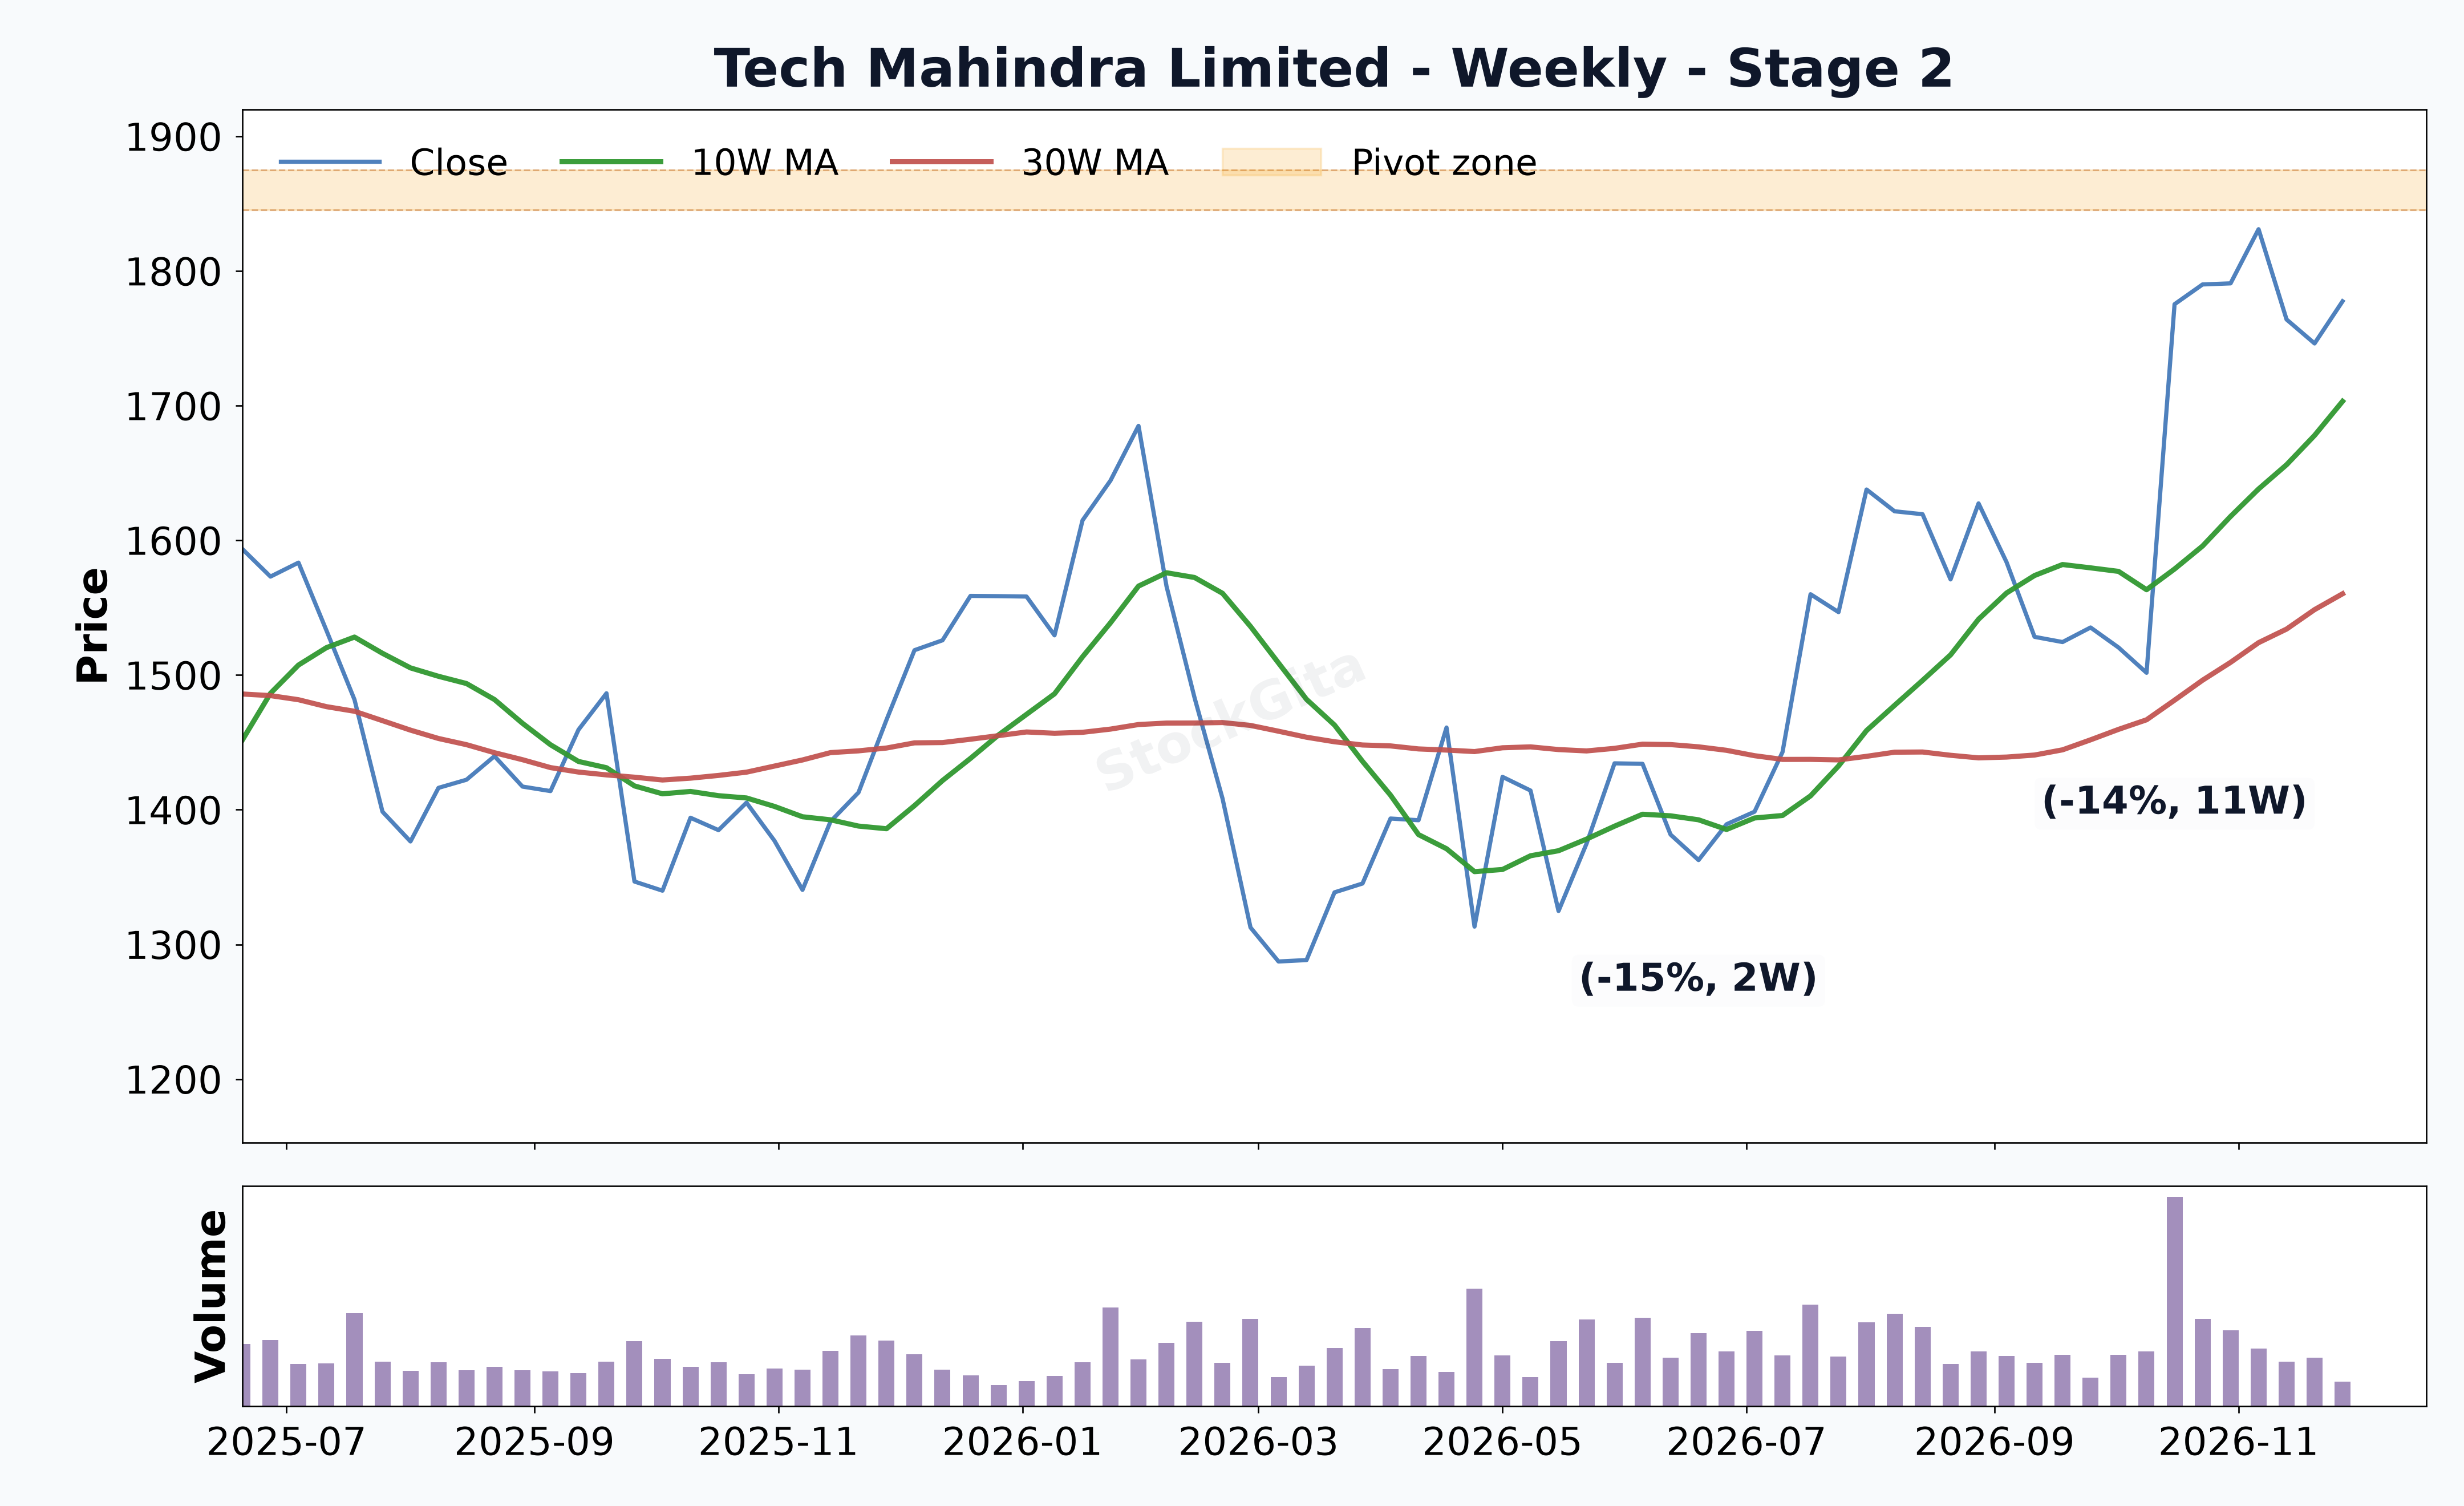 Tech Mahindra Limited - Weekly - Stage 2
1900
1800
1700
1600
1500
1400
1300
1200
Price
Close 10W MA 30W MA Pivot zone
StockGita
(-14%, 11W)
(-15%, 2W)
Volume
2025-07 2025-09 2025-11 2026-01 2026-03 2026-05 2026-07 2026-09 2026-11